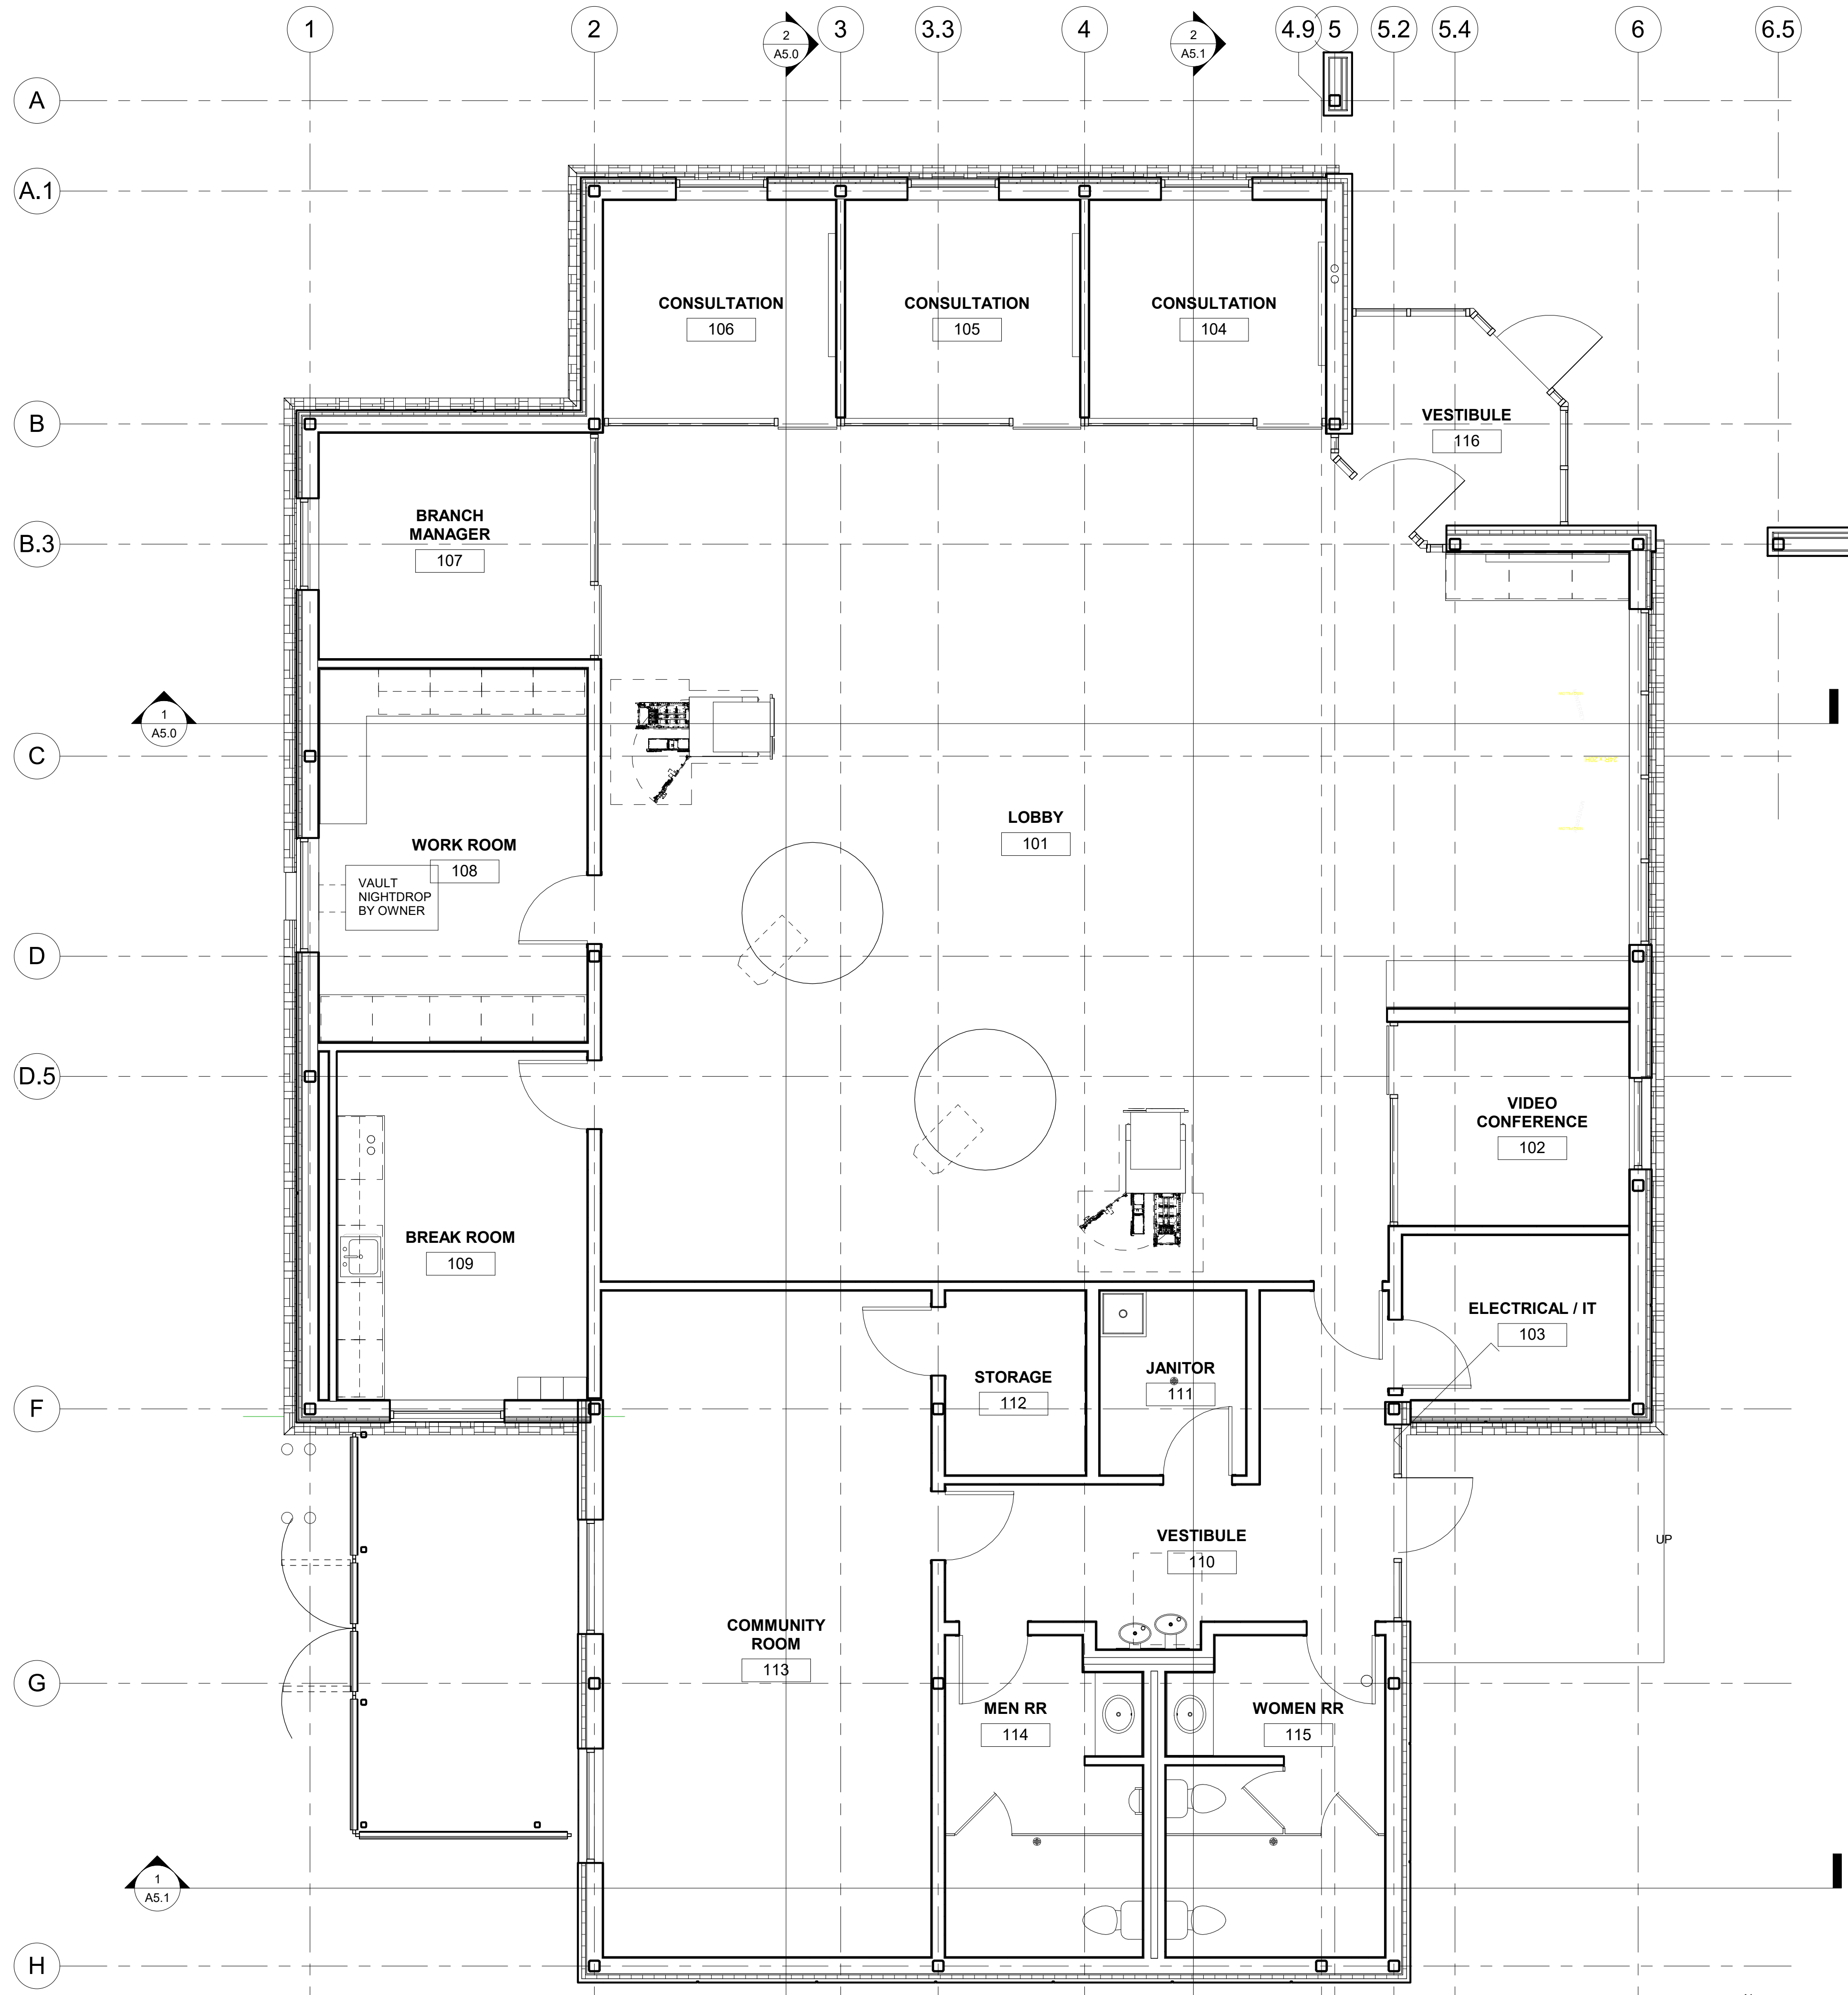 1
2
2
A5.0
3
3.3
4
2
A5.1
4.9
5
5.2
5.4
6
6.5
A
A.1
CONSULTATION
106
CONSULTATION
105
CONSULTATION
104
B
VESTIBULE
116
BRANCH
MANAGER
107
B.3
1
A5.0
C
LOBBY
101
WORK ROOM
108
VAULT
NIGHTDROP
BY OWNER
D
D.5
VIDEO
CONFERENCE
102
BREAK ROOM
109
ELECTRICAL / IT
103
STORAGE
112
JANITOR
111
F
VESTIBULE
110
UP
COMMUNITY
ROOM
113
G
MEN RR
114
WOMEN RR
115
1
A5.1
H